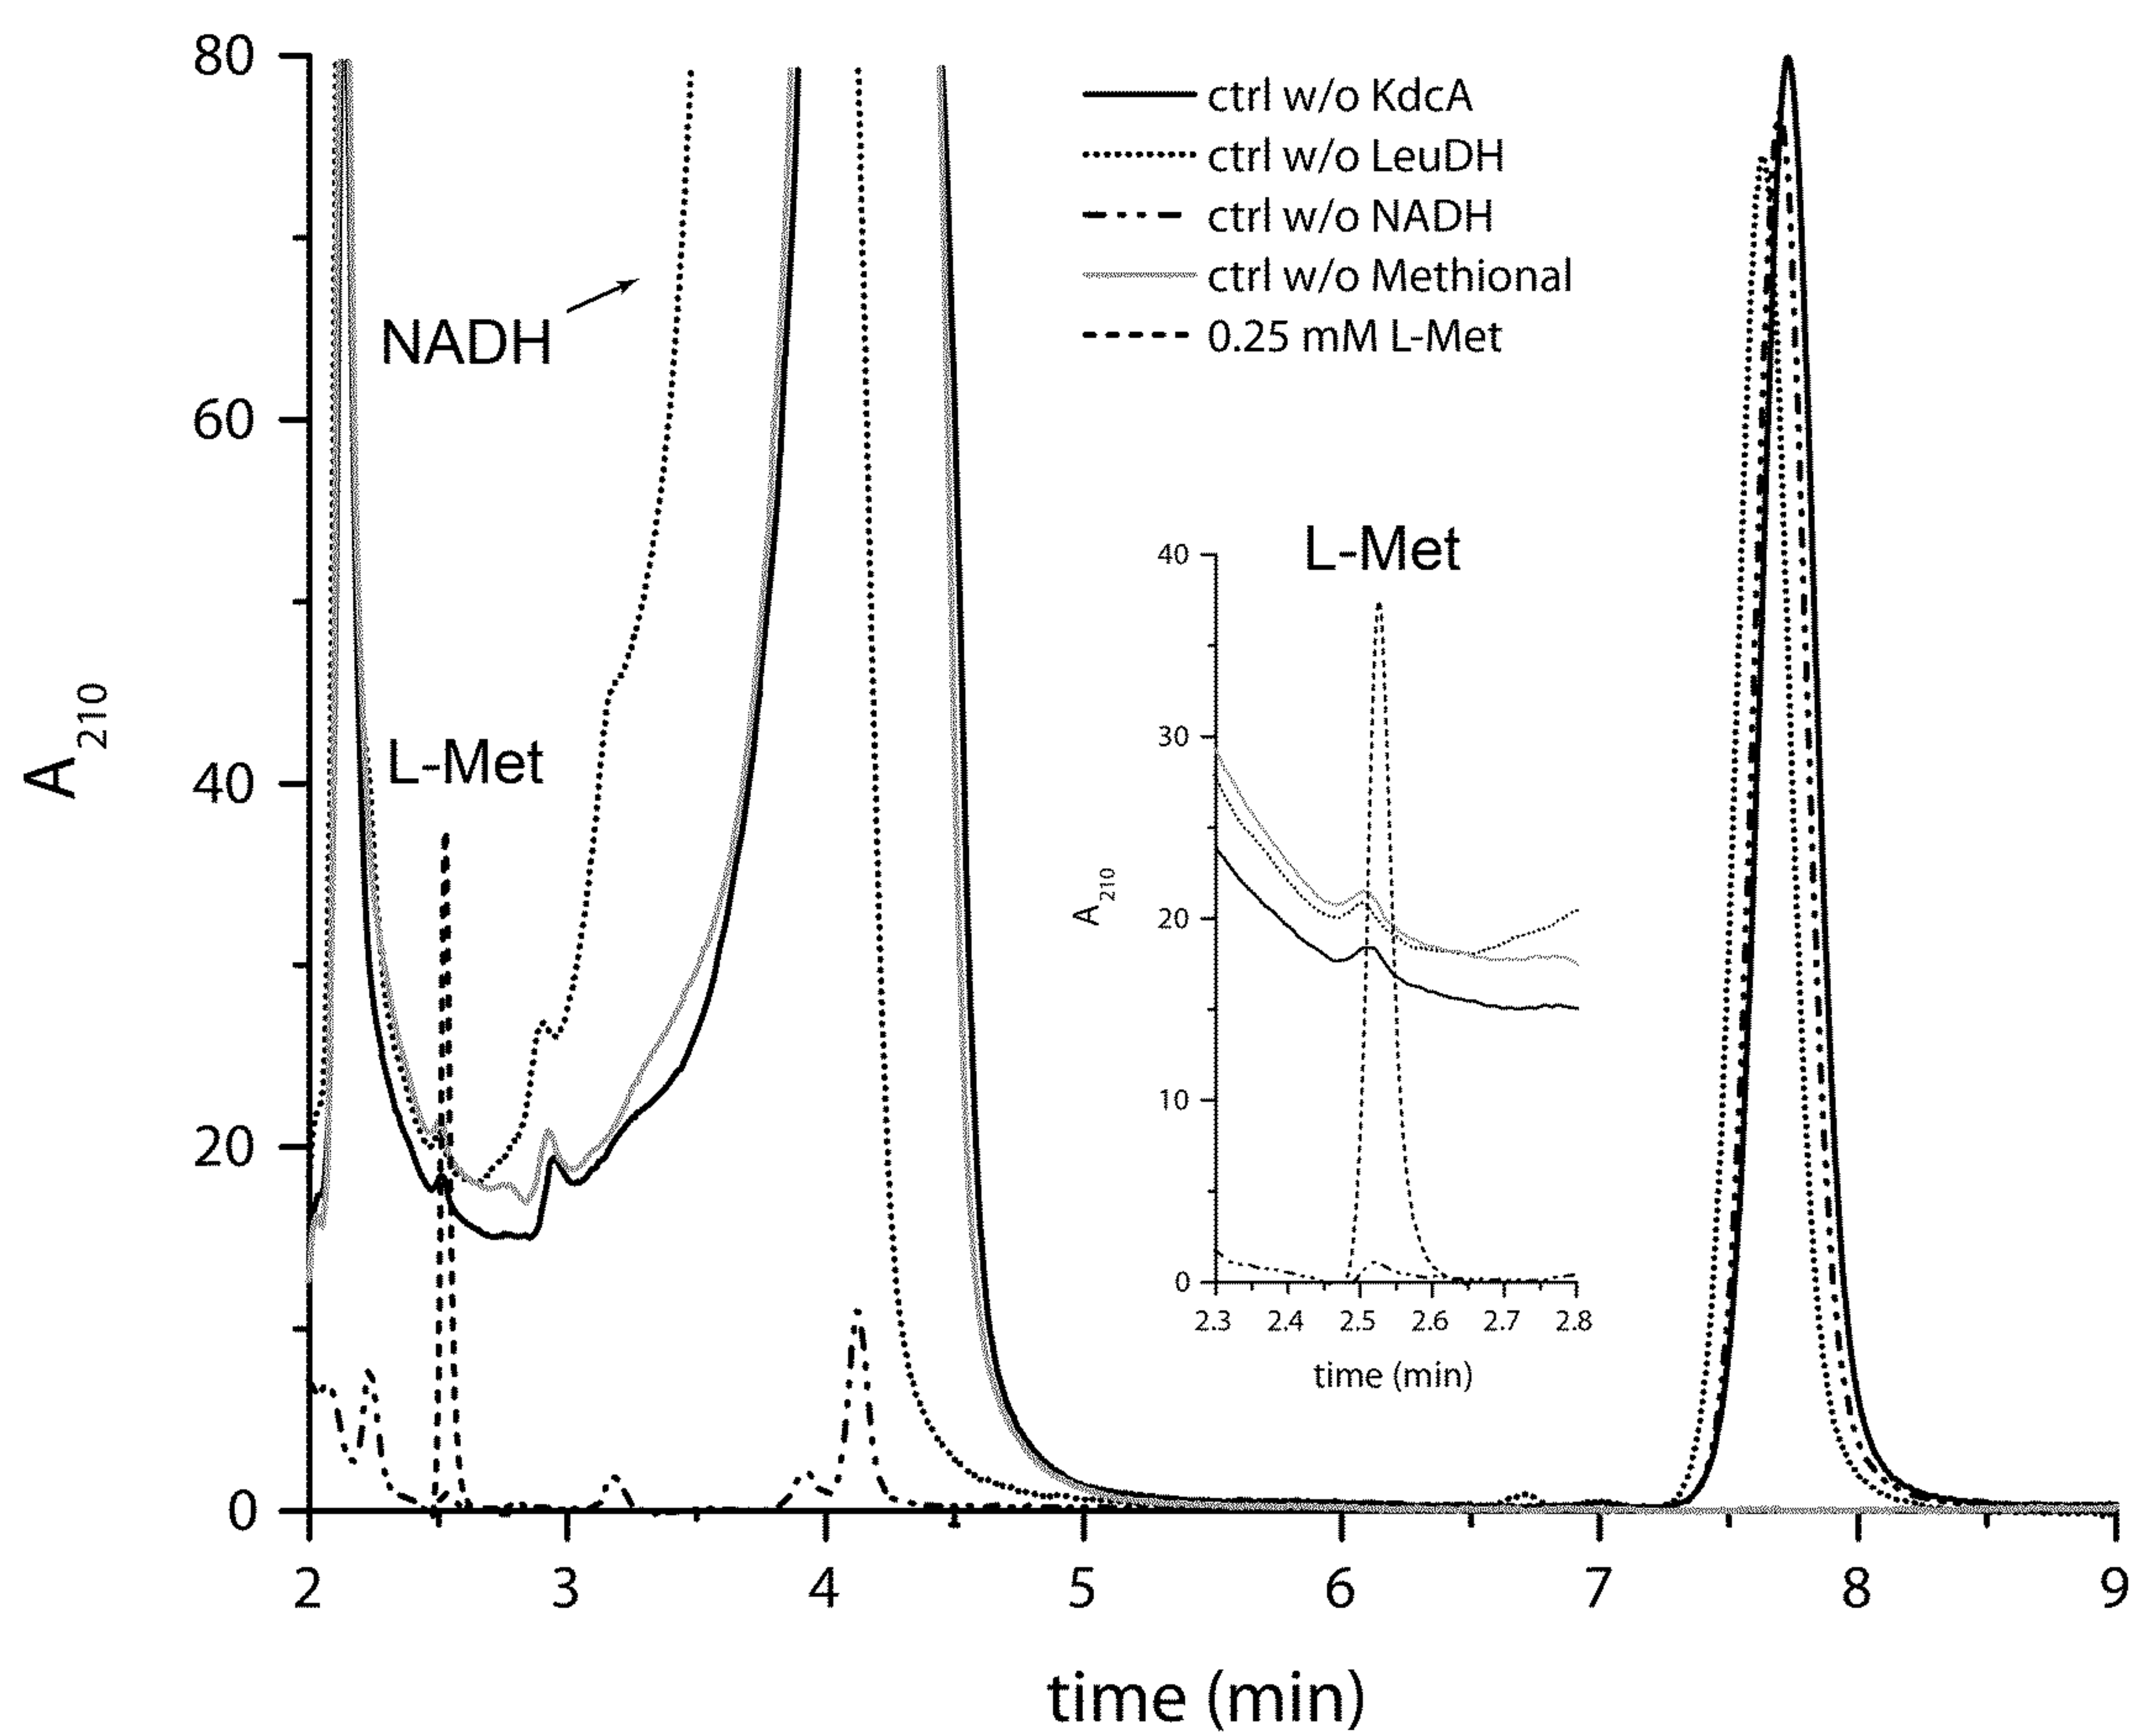 80
60
40
20
0
A210
2 3 4 5 6 7 8 9
time (min)
NADH
L-Met
ctrl w/o KdcA
ctrl w/o LeuDH
ctrl w/o NADH
ctrl w/o Methional
0.25 mM L-Met
L-Met
40
30
20
10
0
A210
2.3 2.4 2.5 2.6 2.7 2.8
time (min)